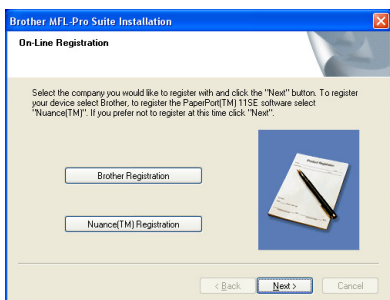 Brother MFL-Pro Suite Installation
On-Line Registration
Select the company you would like to register with and click the "Next" button. To register
your device select Brother, to register the PaperPort(TM) 11SE software select
"Nuance(TM)". If you prefer not to register at this time click "Next".
Brother Registration
Nuance(TM) Registration
< Back
Next >
Cancel